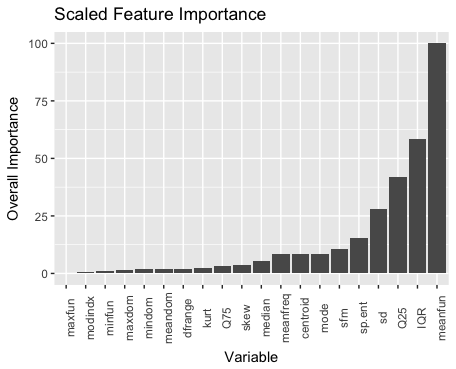 Scaled Feature Importance
Overall Importance
100
75
50
25
0
maxfun
modindx
minfun
maxdom
mindom
meandom
dfrange
kurt
Q75
skew
median
meanfreq
centroid
mode
sfm
sp.ent
sd
Q25
IQR
meanfun
Variable